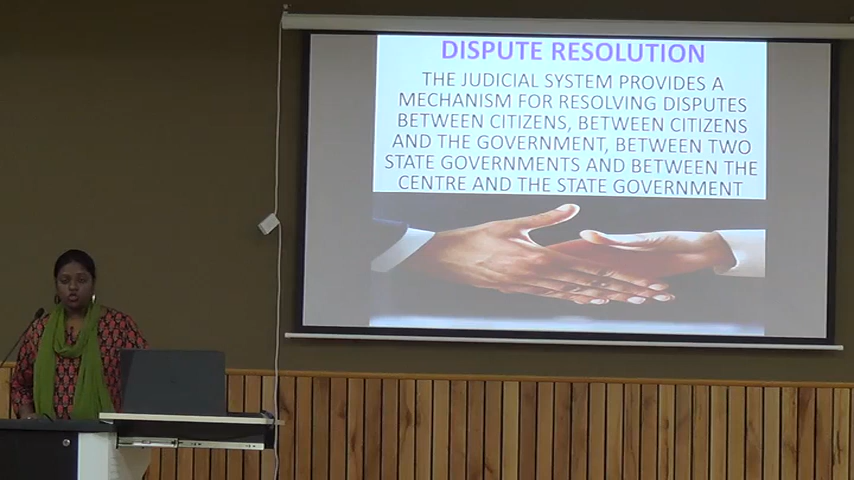 DISPUTE RESOLUTION
THE JUDICIAL SYSTEM PROVIDES A
MECHANISM FOR RESOLVING DISPUTES
BETWEEN CITIZENS, BETWEEN CITIZENS
AND THE GOVERNMENT, BETWEEN TWO
STATE GOVERNMENTS AND BETWEEN THE
CENTRE AND THE STATE GOVERNMENT